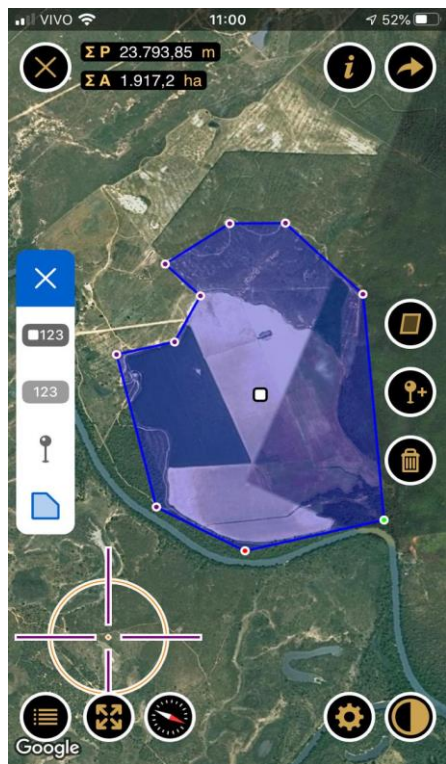 VIVO 11:00 52%
Σ P 23.793,85 m
Σ A 1.917,2 ha
i
123
123
Google